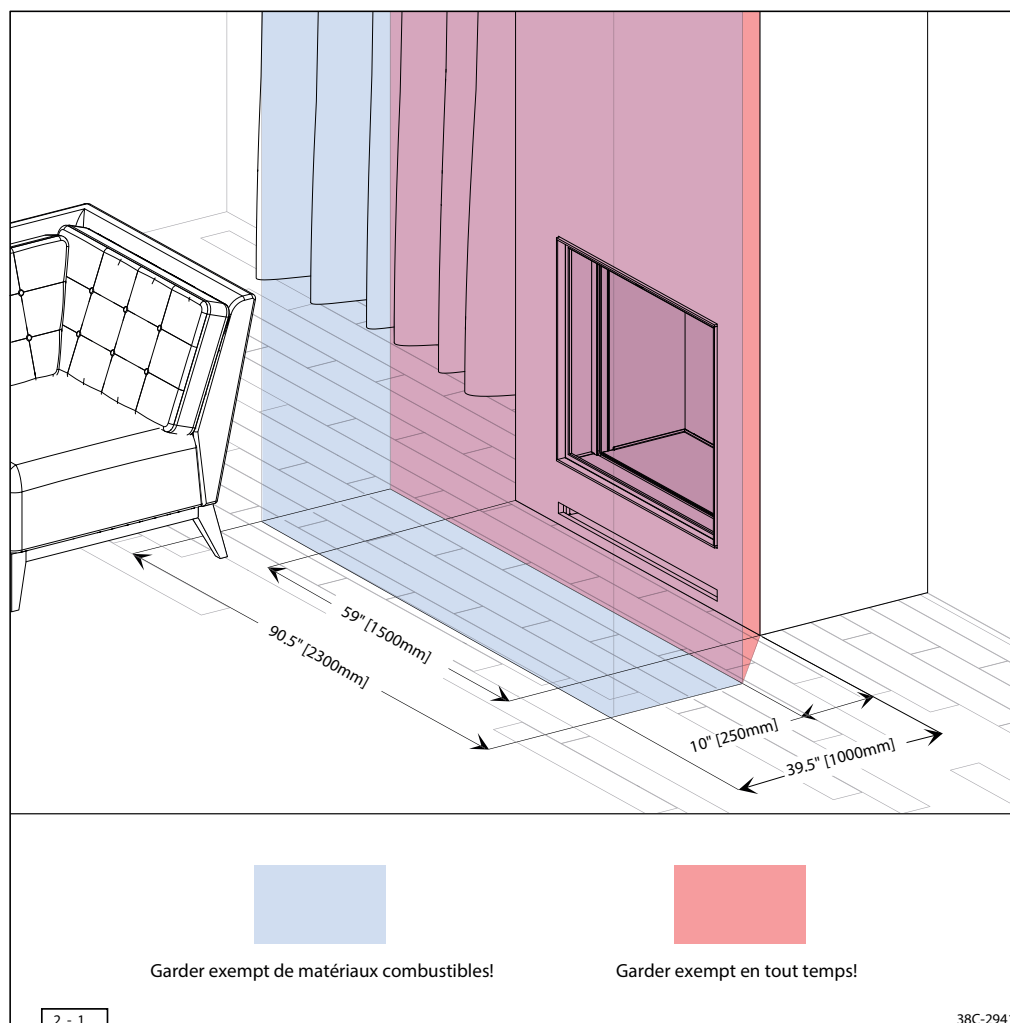 59" [1500mm]
90.5" [2300mm]
10" [250mm]
39.5" [1000mm]
Garder exempt de matériaux combustibles!
Garder exempt en tout temps!
2 - 1